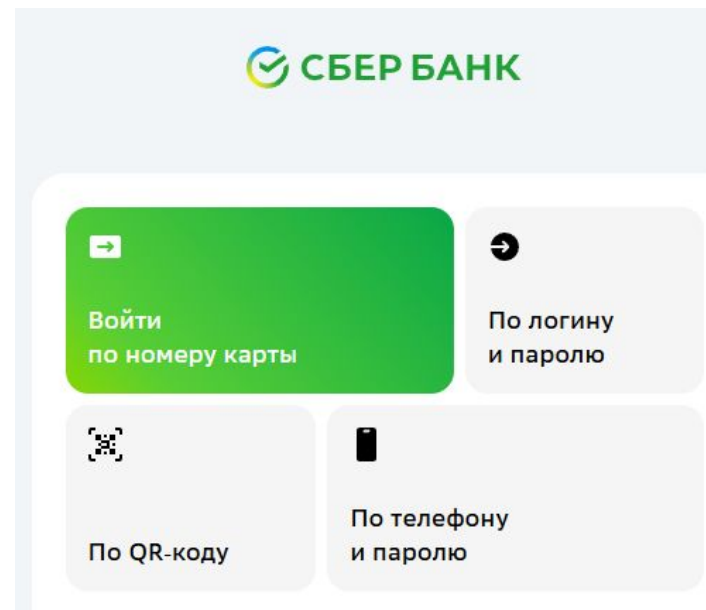 СБЕР БАНК
Войти
по номеру карты
По логину
и паролю
По QR-коду
По телефону
и паролю